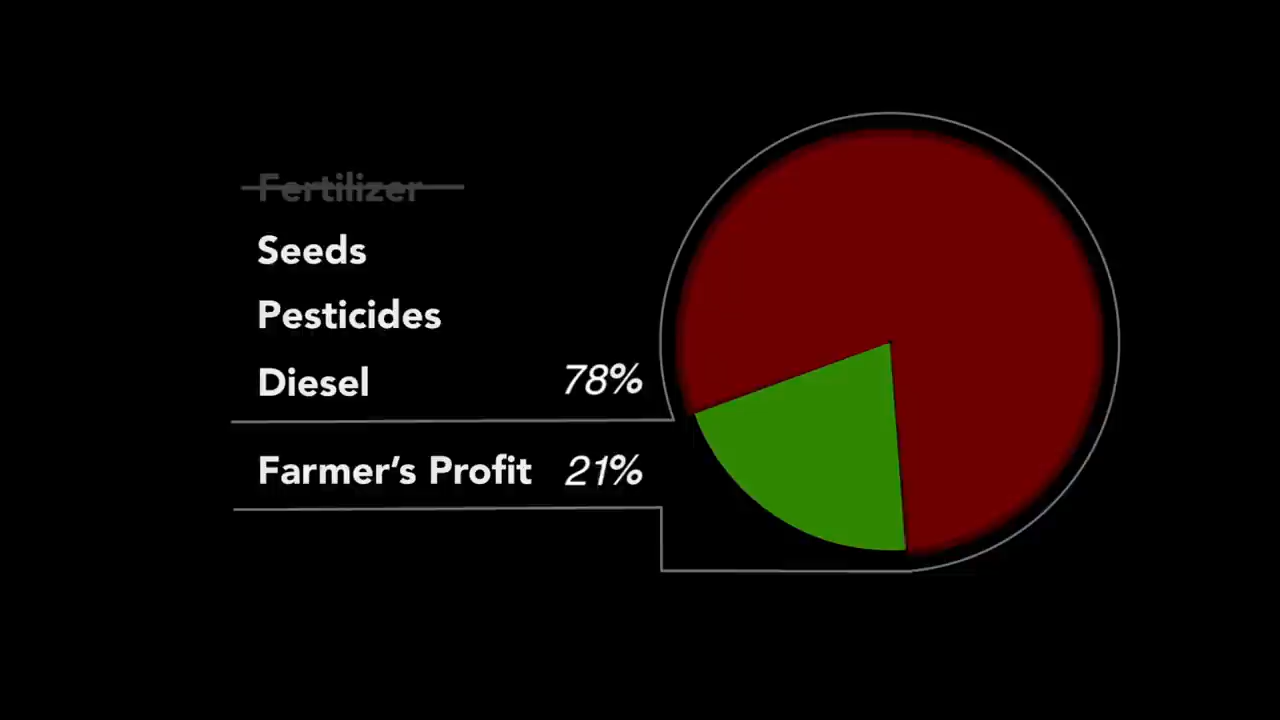 Fertilizer
Seeds
Pesticides
Diesel 78%
Farmer’s Profit 21%